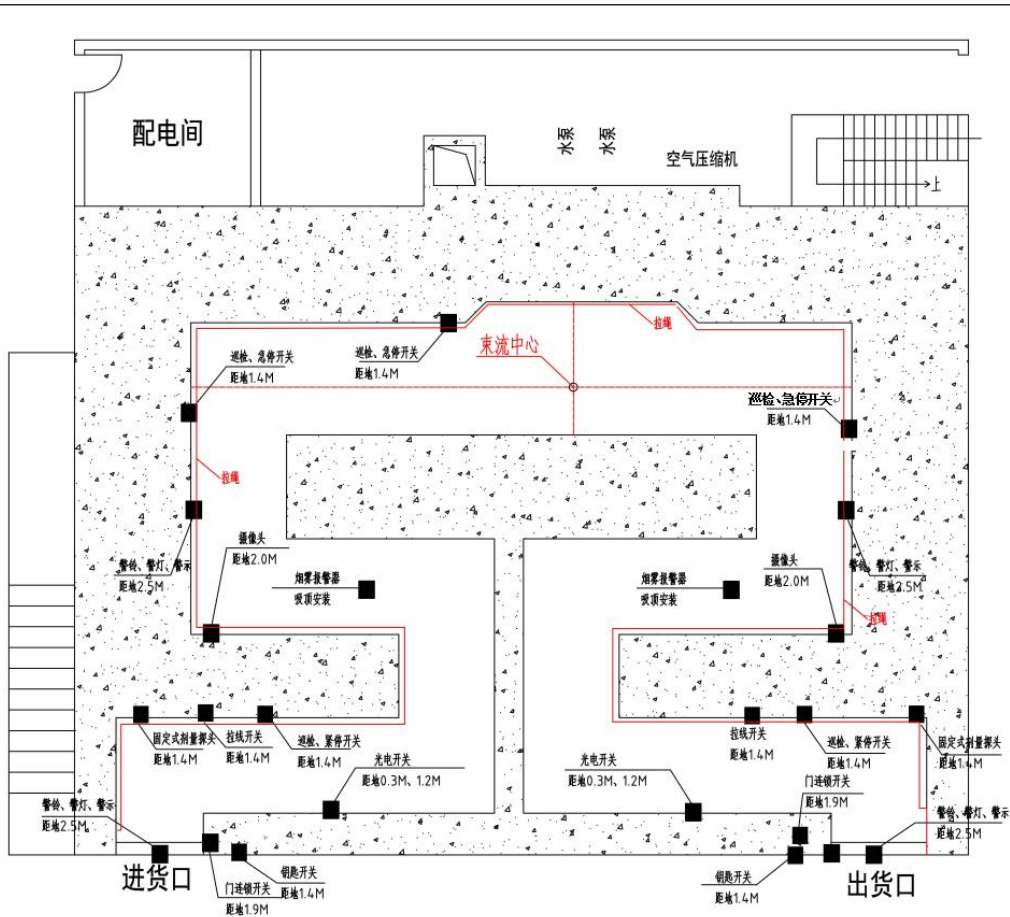 配电间
水泵
水泵
空气压缩机
上
拉绳
巡检、急停开关
距地1.4M
巡检、急停开关
距地1.4M
束流中心
巡检、急停开关
距地1.4M
拉绳
摄像头
距地2.0M
警铃、警灯、警示
距地2.5M
烟雾报警器
吸顶安装
烟雾报警器
吸顶安装
摄像头
距地2.0M
警铃、警灯、警示
距地2.5M
拉绳
固定式剂量探头
距地1.4M
拉线开关
距地1.4M
巡检、紧停开关
距地1.4M
光电开关
距地0.3M、1.2M
光电开关
距地0.3M、1.2M
拉线开关
距地1.4M
巡检、紧停开关
距地1.4M
固定式剂量探头
距地1.4M
门连锁开关
距地1.9M
警铃、警灯、警示
距地2.5M
警铃、警灯、警示
距地2.5M
进货口
门连锁开关
距地1.9M
钥匙开关
距地1.4M
钥匙开关
距地1.4M
出货口